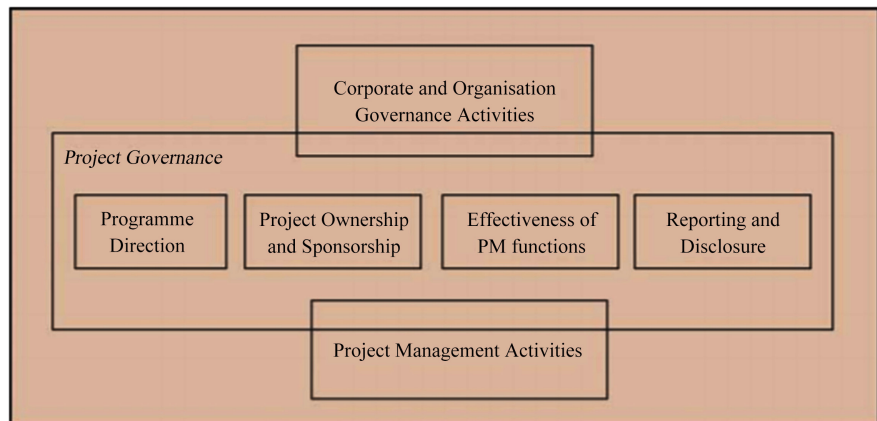 Corporate and Organisation
Governance Activities
Project Governance
Programme
Direction
Project Ownership
and Sponsorship
Effectiveness of
PM functions
Reporting and
Disclosure
Project Management Activities